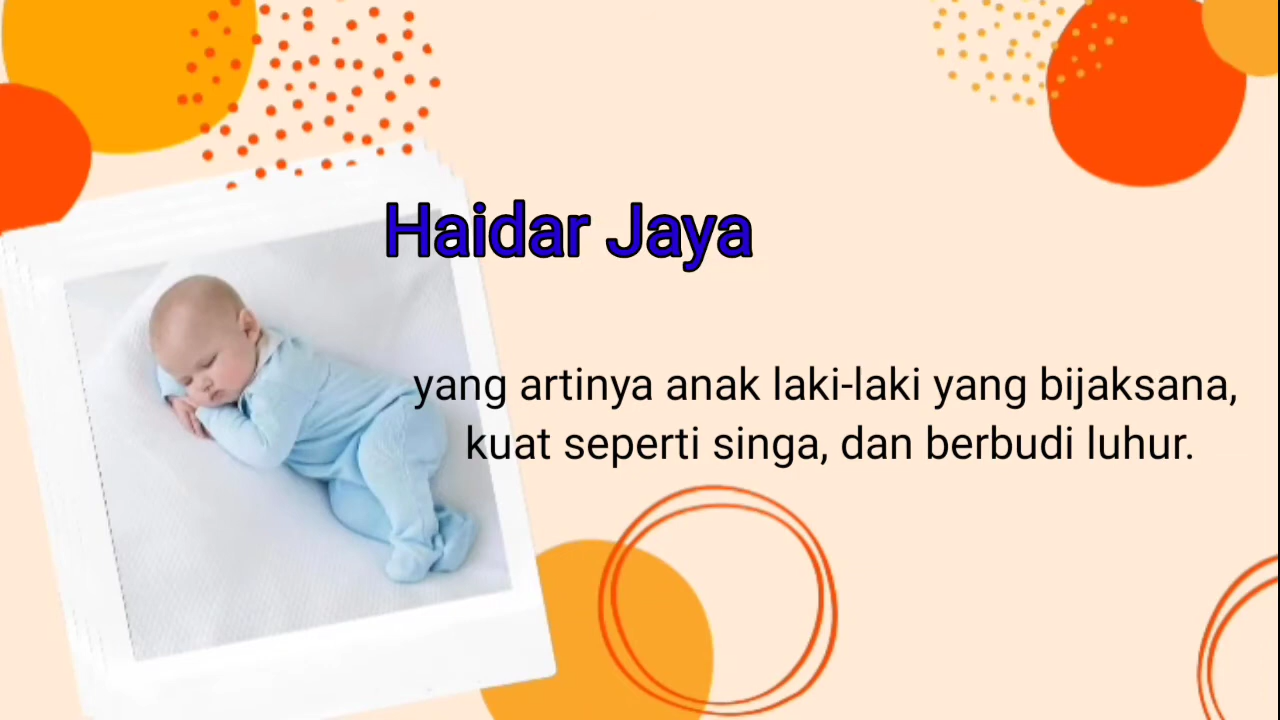 Haidar Jaya
yang artinya anak laki-laki yang bijaksana,
kuat seperti singa, dan berbudi luhur.